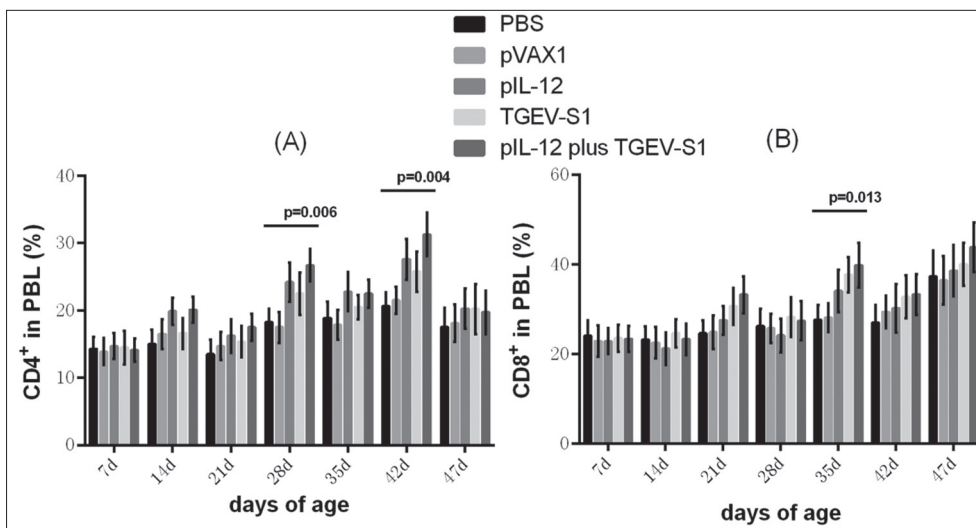 PBS
pVAX1
pIL-12
TGEV-S1
pIL-12 plus TGEV-S1
(A)
CD4+ in PBL (%)
40
30
20
10
0
p=0.006
p=0.004
7d 14d 21d 28d 35d 42d 47d
days of age
(B)
CD8+ in PBL (%)
60
40
20
0
p=0.013
7d 14d 21d 28d 35d 42d 47d
days of age